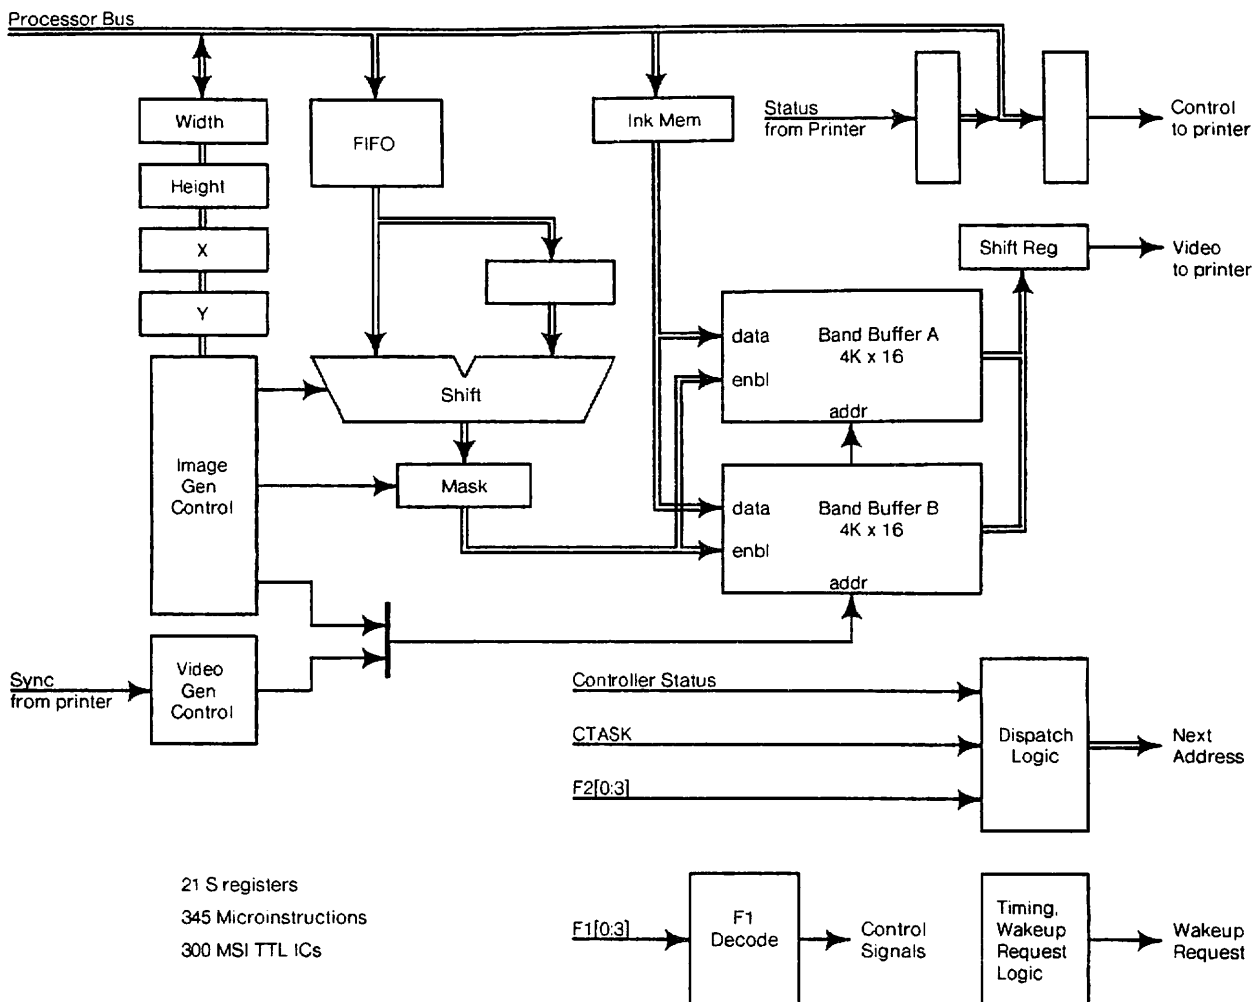 Processor Bus
Width
Height
X
Y
FIFO
Ink Mem
Status
from Printer
Control
to printer
Shift Reg
Video
to printer
Shift
Mask
data
enbl
Band Buffer A
4K x 16
addr
data
enbl
Band Buffer B
4K x 16
addr
Image
Gen
Control
Sync
from printer
Video
Gen
Control
Controller Status
CTASK
F2[0:3]
Dispatch
Logic
Next
Address
21 S registers
345 Microinstructions
300 MSI TTL ICs
F1[0:3]
F1
Decode
Control
Signals
Timing,
Wakeup
Request
Logic
Wakeup
Request